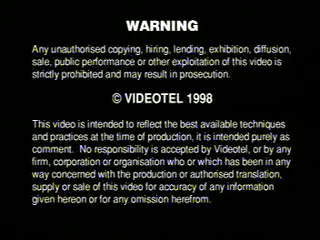 WARNING
Any unauthorised copying, hiring, lending, exhibition, diffusion,
sale, public performance or other exploitation of this video is
strictly prohibited and may result in prosecution.
© VIDEOTEL 1998
This video is intended to reflect the best available techniques
and practices at the time of production, it is intended purely as
comment. No responsibility is accepted by Videotel, or by any
firm, corporation or organisation who or which has been in any
way concerned with the production or authorised translation,
supply or sale of this video for accuracy of any information
given hereon or for any omission herefrom.